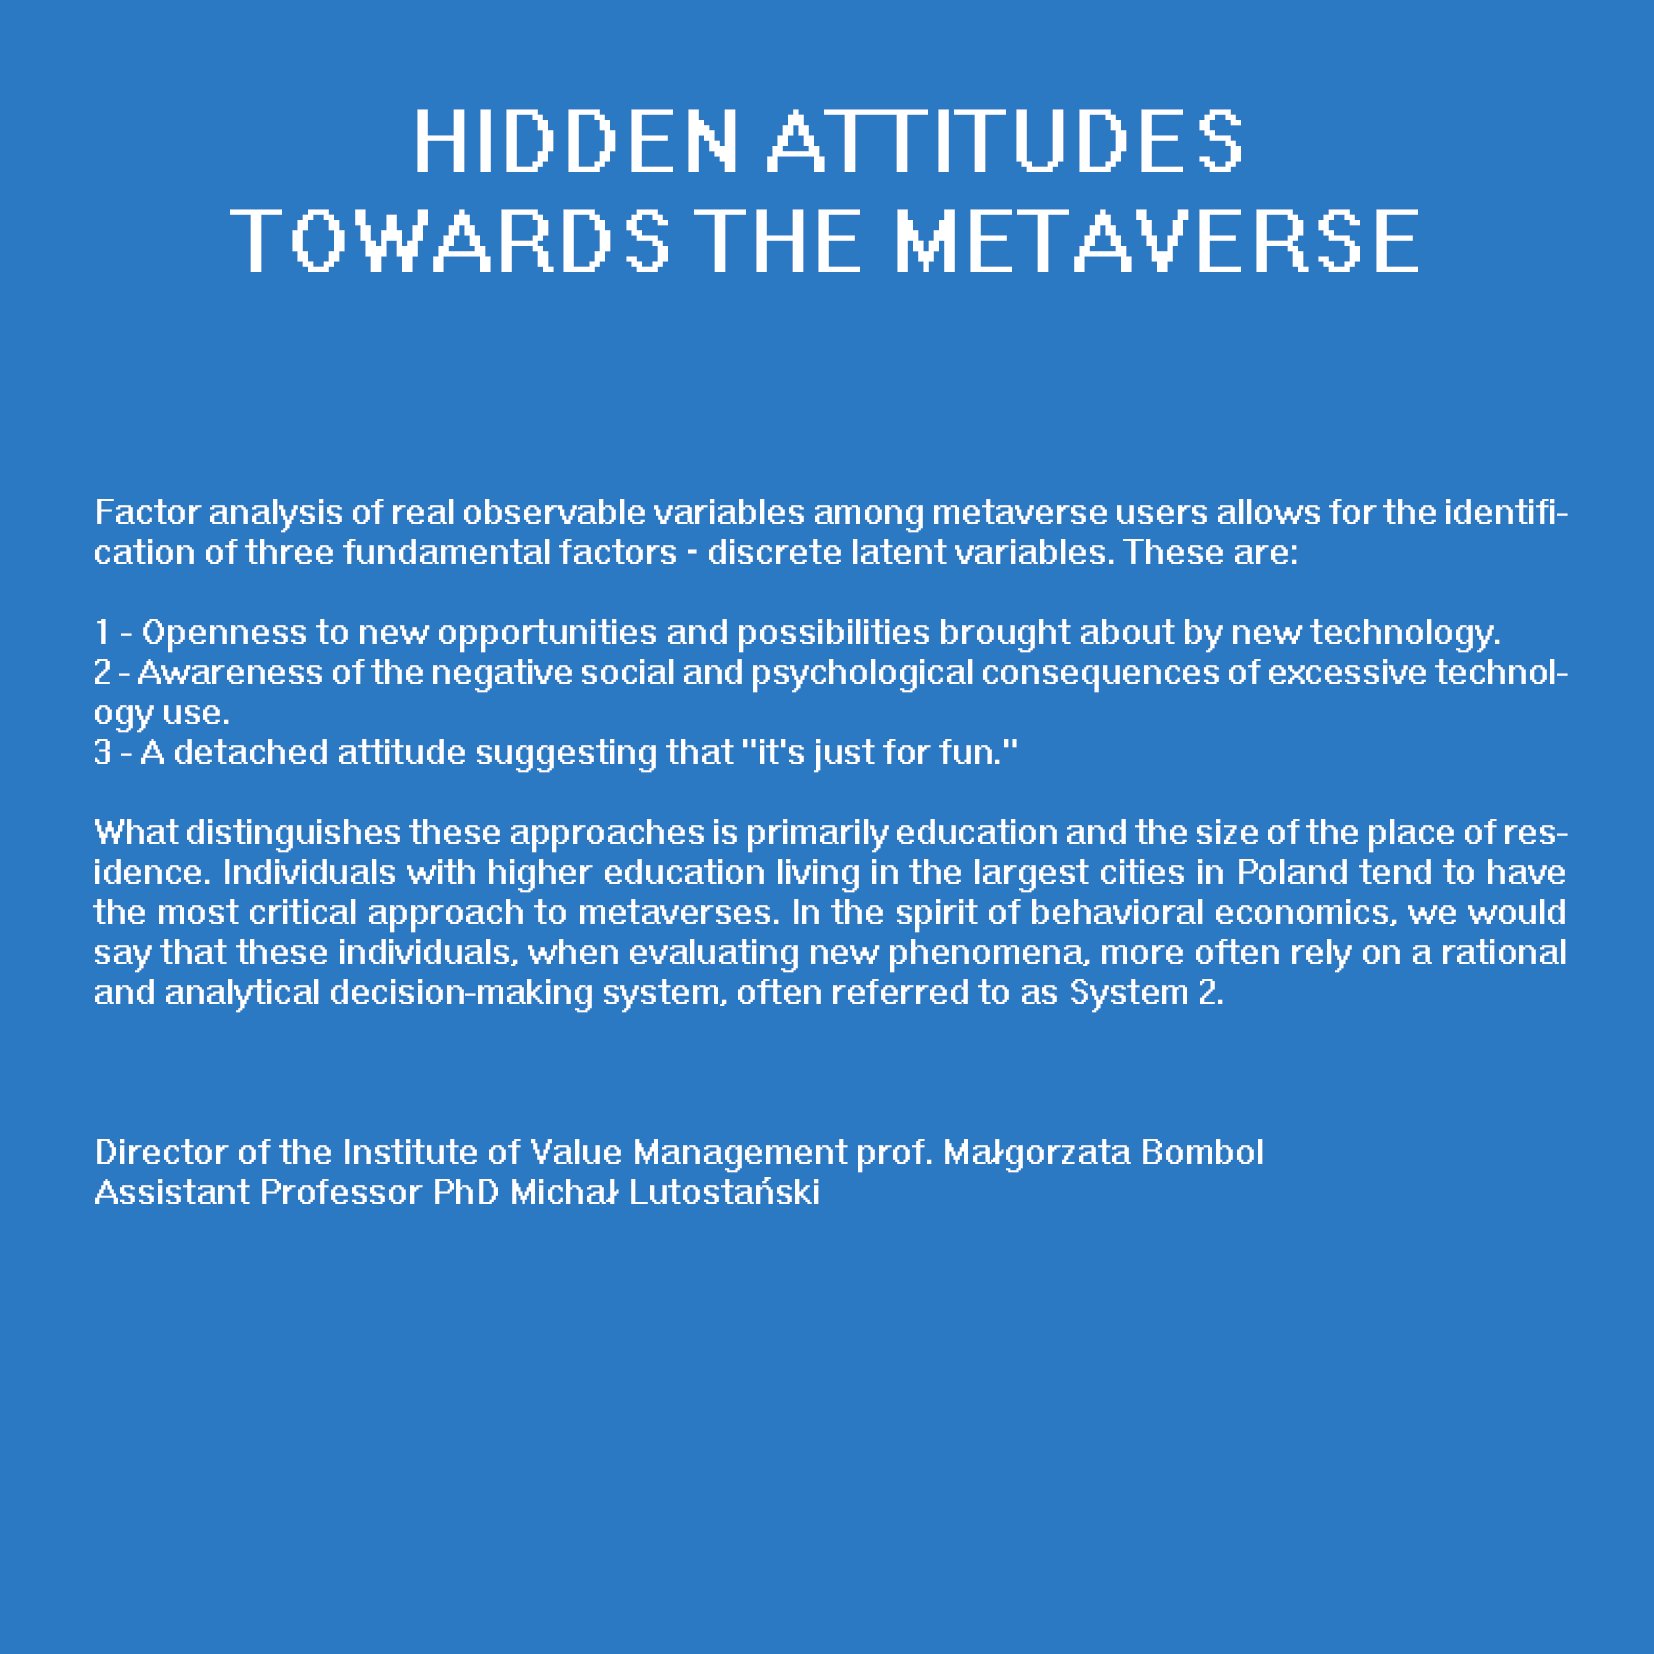 HIDDEN ATTITUDES
TOWARDS THE METAVERSE
Factor analysis of real observable variables among metaverse users allows for the identifi-
cation of three fundamental factors - discrete latent variables. These are:
1 - Openness to new opportunities and possibilities brought about by new technology.
2 - Awareness of the negative social and psychological consequences of excessive technol-
ogy use.
3 - A detached attitude suggesting that "it's just for fun."
What distinguishes these approaches is primarily education and the size of the place of res-
idence. Individuals with higher education living in the largest cities in Poland tend to have
the most critical approach to metaverses. In the spirit of behavioral economics, we would
say that these individuals, when evaluating new phenomena, more often rely on a rational
and analytical decision-making system, often referred to as System 2.
Director of the Institute of Value Management prof. Małgorzata Bombol
Assistant Professor PhD Michał Lutostański